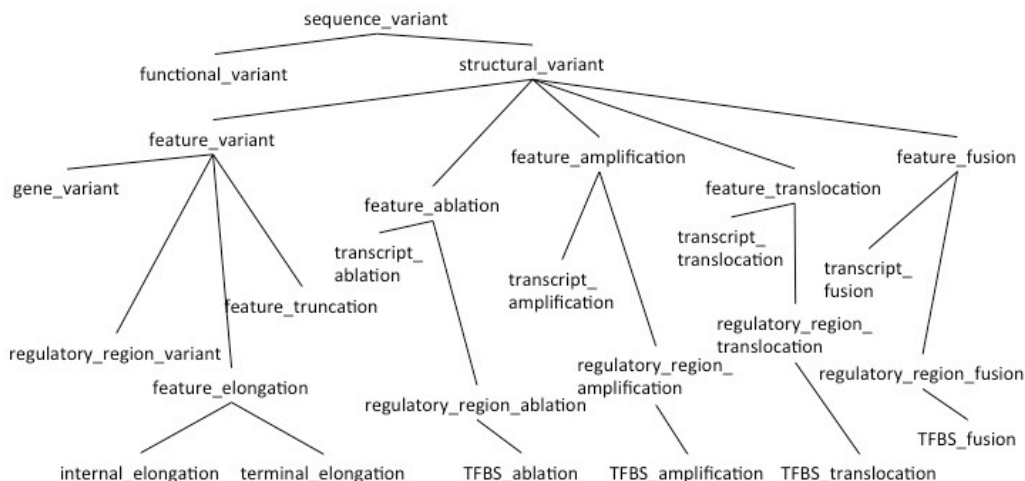 sequence_variant
functional_variant
structural_variant
feature_variant
feature_amplification
feature_fusion
gene_variant
feature_translocation
feature_ablation
transcript_
ablation
transcript_
translocation
transcript_
amplification
transcript_
fusion
feature_truncation
regulatory_region_
translocation
regulatory_region_variant
regulatory_region_
amplification
regulatory_region_fusion
feature_elongation
regulatory_region_ablation
TFBS_fusion
internal_elongation
terminal_elongation
TFBS_ablation
TFBS_amplification
TFBS_translocation